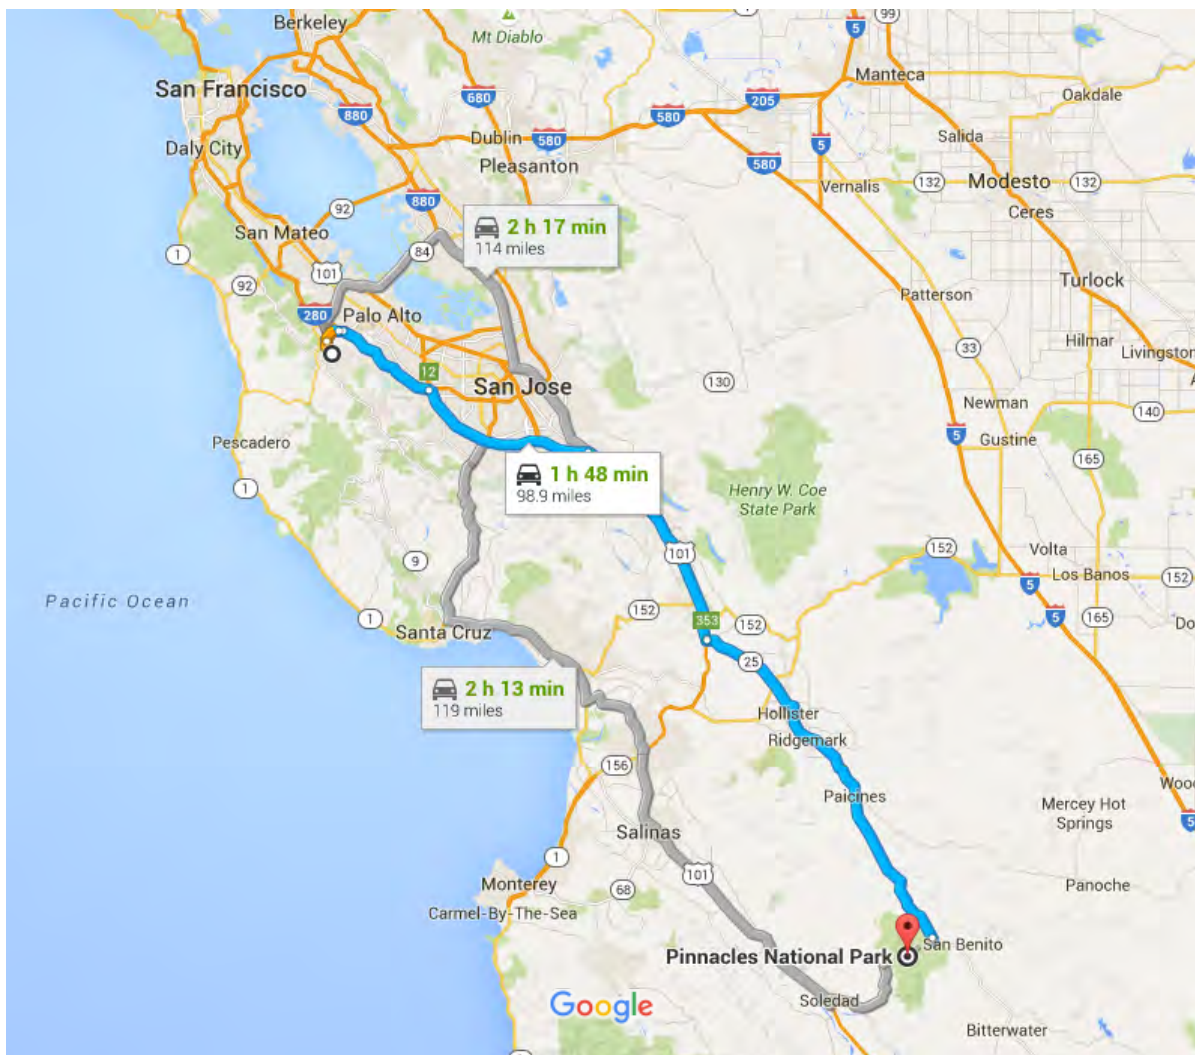 Berkeley
Mt Diablo
99
5
Manteca
San Francisco
680
205
Oakdale
880
580
Dublin
580
5
Salida
Daly City
Pleasanton
580
Vernalis
132
Modesto
132
880
92
Ceres
2 h 17 min
114 miles
San Mateo
84
1
101
92
Turlock
Patterson
280
Palo Alto
Hilmar
33
Livingston
12
San Jose
130
Newman
140
5
Gustine
Pescadero
165
1
1 h 48 min
98.9 miles
Henry W. Coe
State Park
101
9
152
Volta
Los Banos
152
5
Pacific Ocean
152
152
5
165
1
353
Santa Cruz
25
2 h 13 min
119 miles
Hollister
Ridgemark
156
Paicines
Mercey Hot
Springs
5
Salinas
1
101
68
Monterey
Panoche
Carmel-By-The-Sea
San Benito
Pinnacles National Park
Google
Soledad
Bitterwater